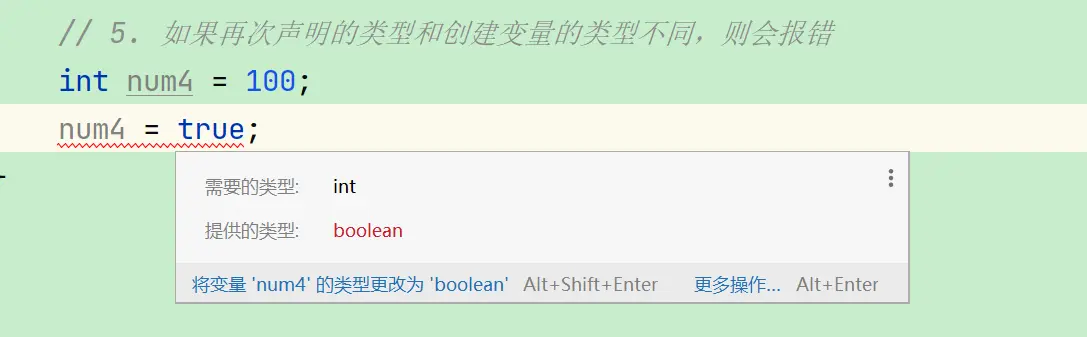 // 5. 如果再次声明的类型和创建变量的类型不同，则会报错
int num4 = 100;
num4 = true;
需要的类型: int
提供的类型: boolean
将变量 'num4' 的类型更改为 'boolean' Alt+Shift+Enter 更多操作... Alt+Enter